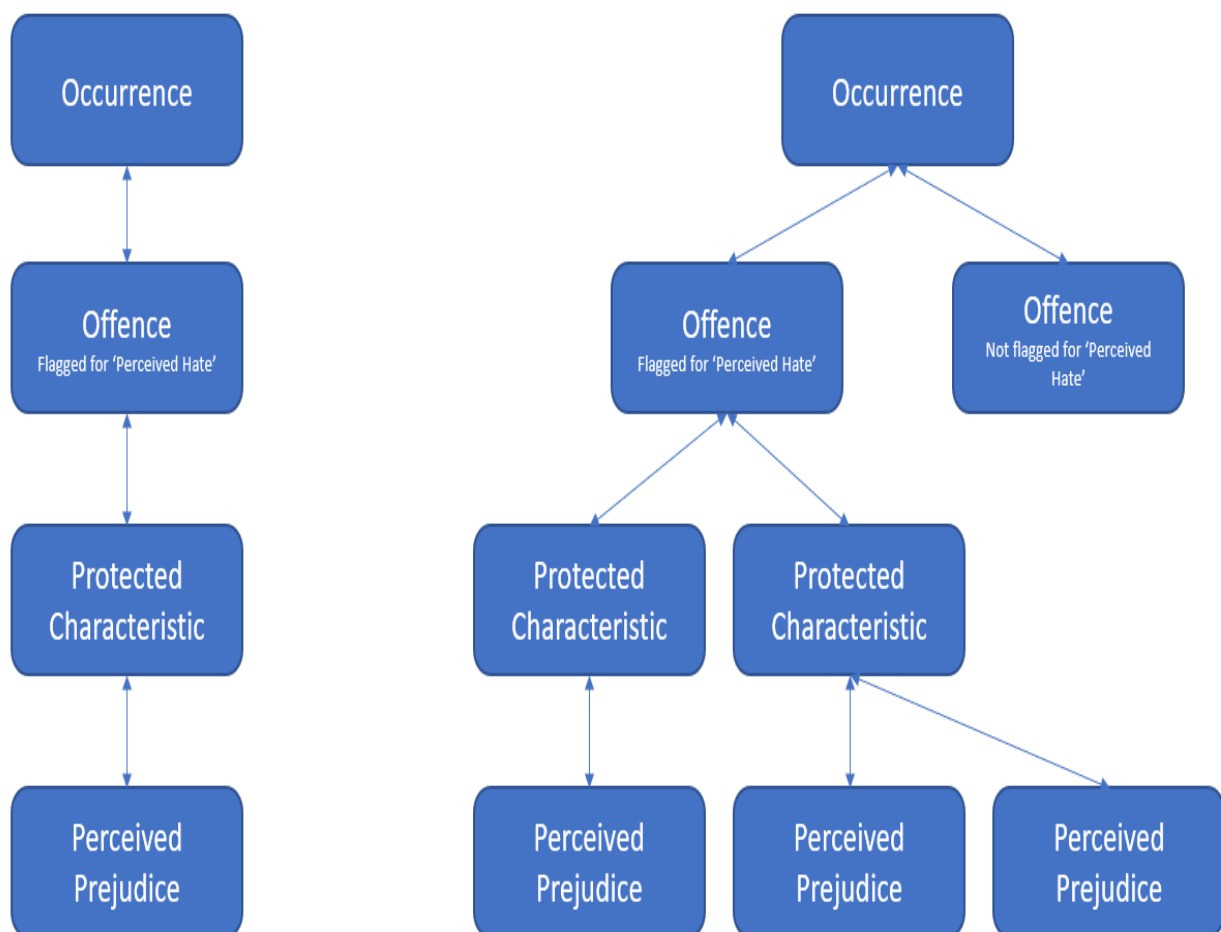 Occurrence
Occurrence
Offence
Flagged for ‘Perceived Hate’
Offence
Flagged for ‘Perceived Hate’
Offence
Not flagged for ‘Perceived
Hate’
Protected
Characteristic
Protected
Characteristic
Protected
Characteristic
Perceived
Prejudice
Perceived
Prejudice
Perceived
Prejudice
Perceived
Prejudice